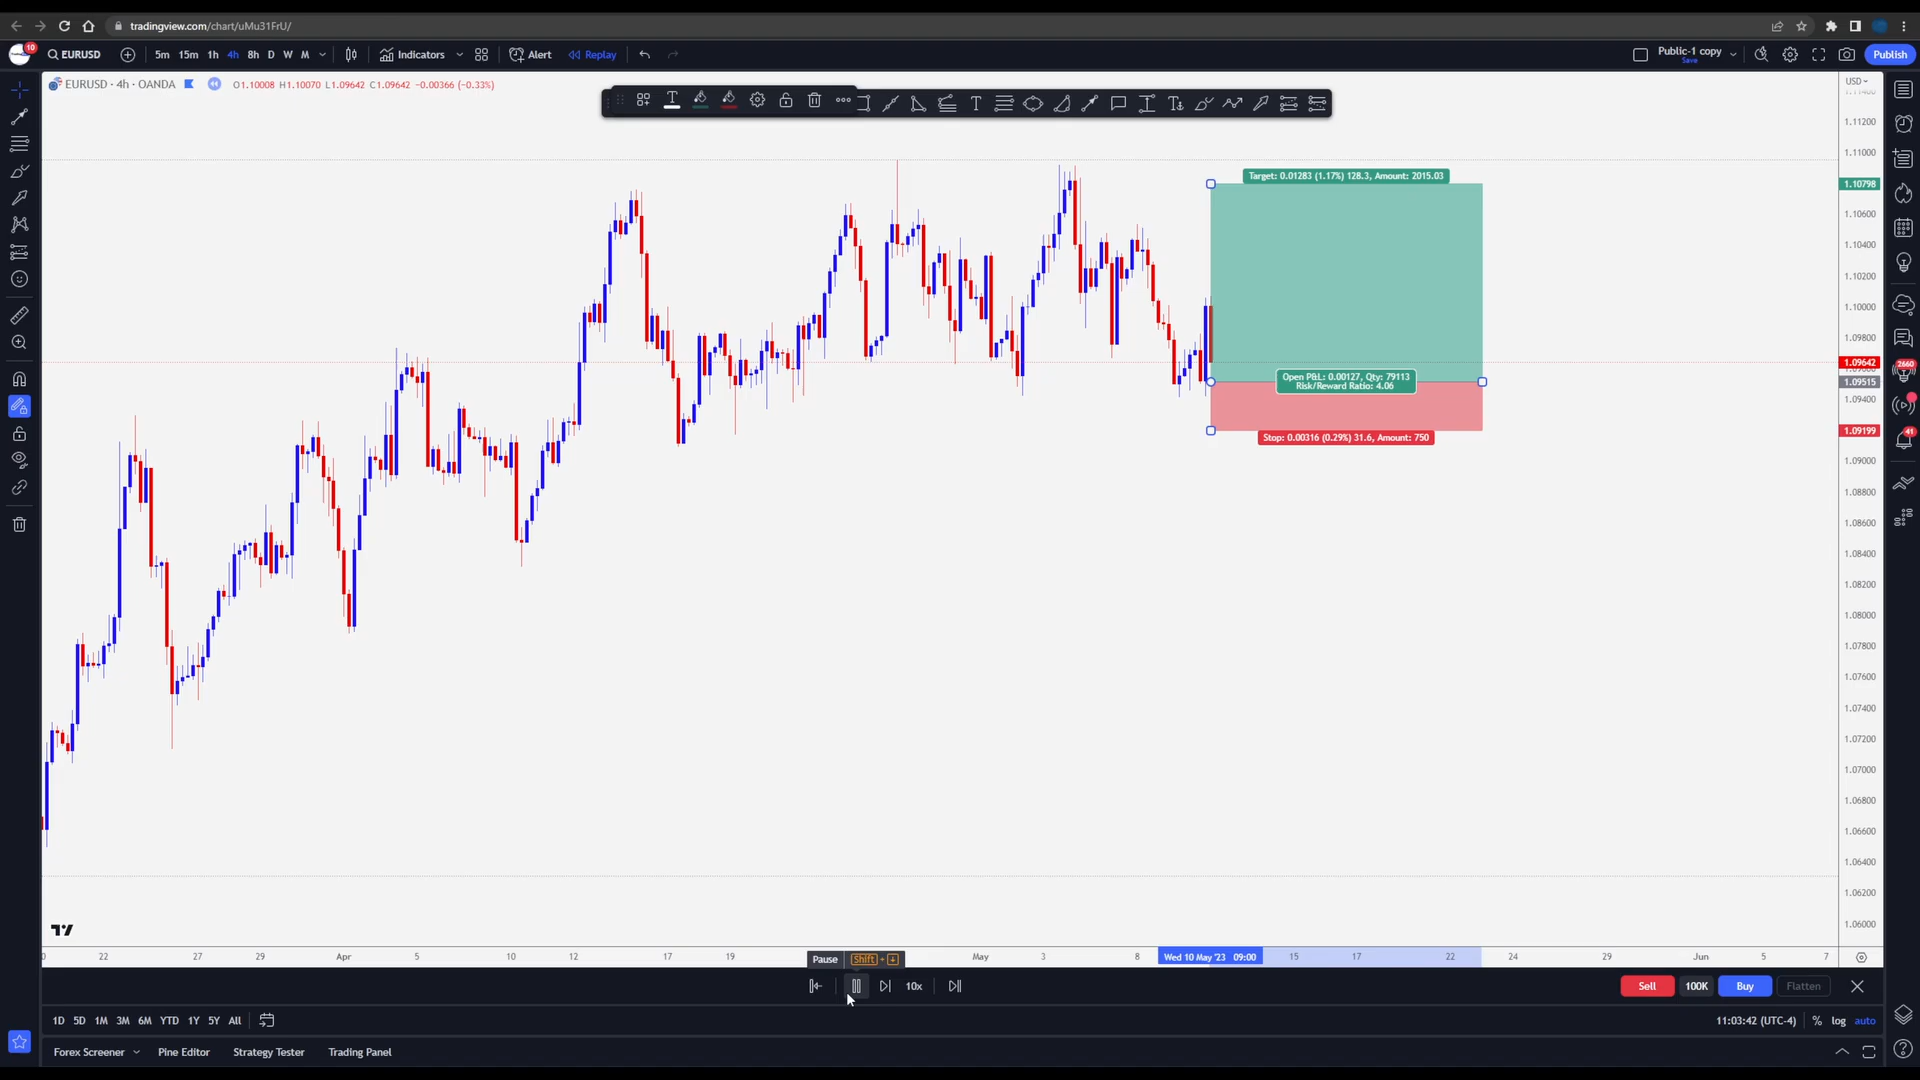 tradingview.com/chart/uMu31FrU/
10
EURUSD
5m 15m 1h 4h 8h D W M
Indicators
Alert
Replay
Public-1 copy
Save
Publish
EURUSD · 4h · OANDA
O1.10008 H1.10070 L1.09642 C1.09642 −0.00366 (−0.33%)
USD
1.11200
1.11000
1.10798
1.10600
1.10400
1.10200
1.10000
1.09800
1.09642
1.09515
1.09400
1.09199
1.09000
1.08800
1.08600
1.08400
1.08200
1.08000
1.07800
1.07600
1.07400
1.07200
1.07000
1.06800
1.06600
1.06400
1.06200
1.06000
Target: 0.01283 (1.17%) 128.3, Amount: 2015.03
Open P&L: 0.00127, Qty: 79113
Risk/Reward Ratio: 4.06
Stop: 0.00316 (0.29%) 31.6, Amount: 750
2660
41
22 27 29 Apr 5 10 12 17 19 May 3 8 Wed 10 May '23 09:00 15 17 22 24 29 Jun 5 7
Pause Shift +
10x
Sell 100K Buy Flatten
1D 5D 1M 3M 6M YTD 1Y 5Y All
11:03:42 (UTC-4) % log auto
Forex Screener Pine Editor Strategy Tester Trading Panel